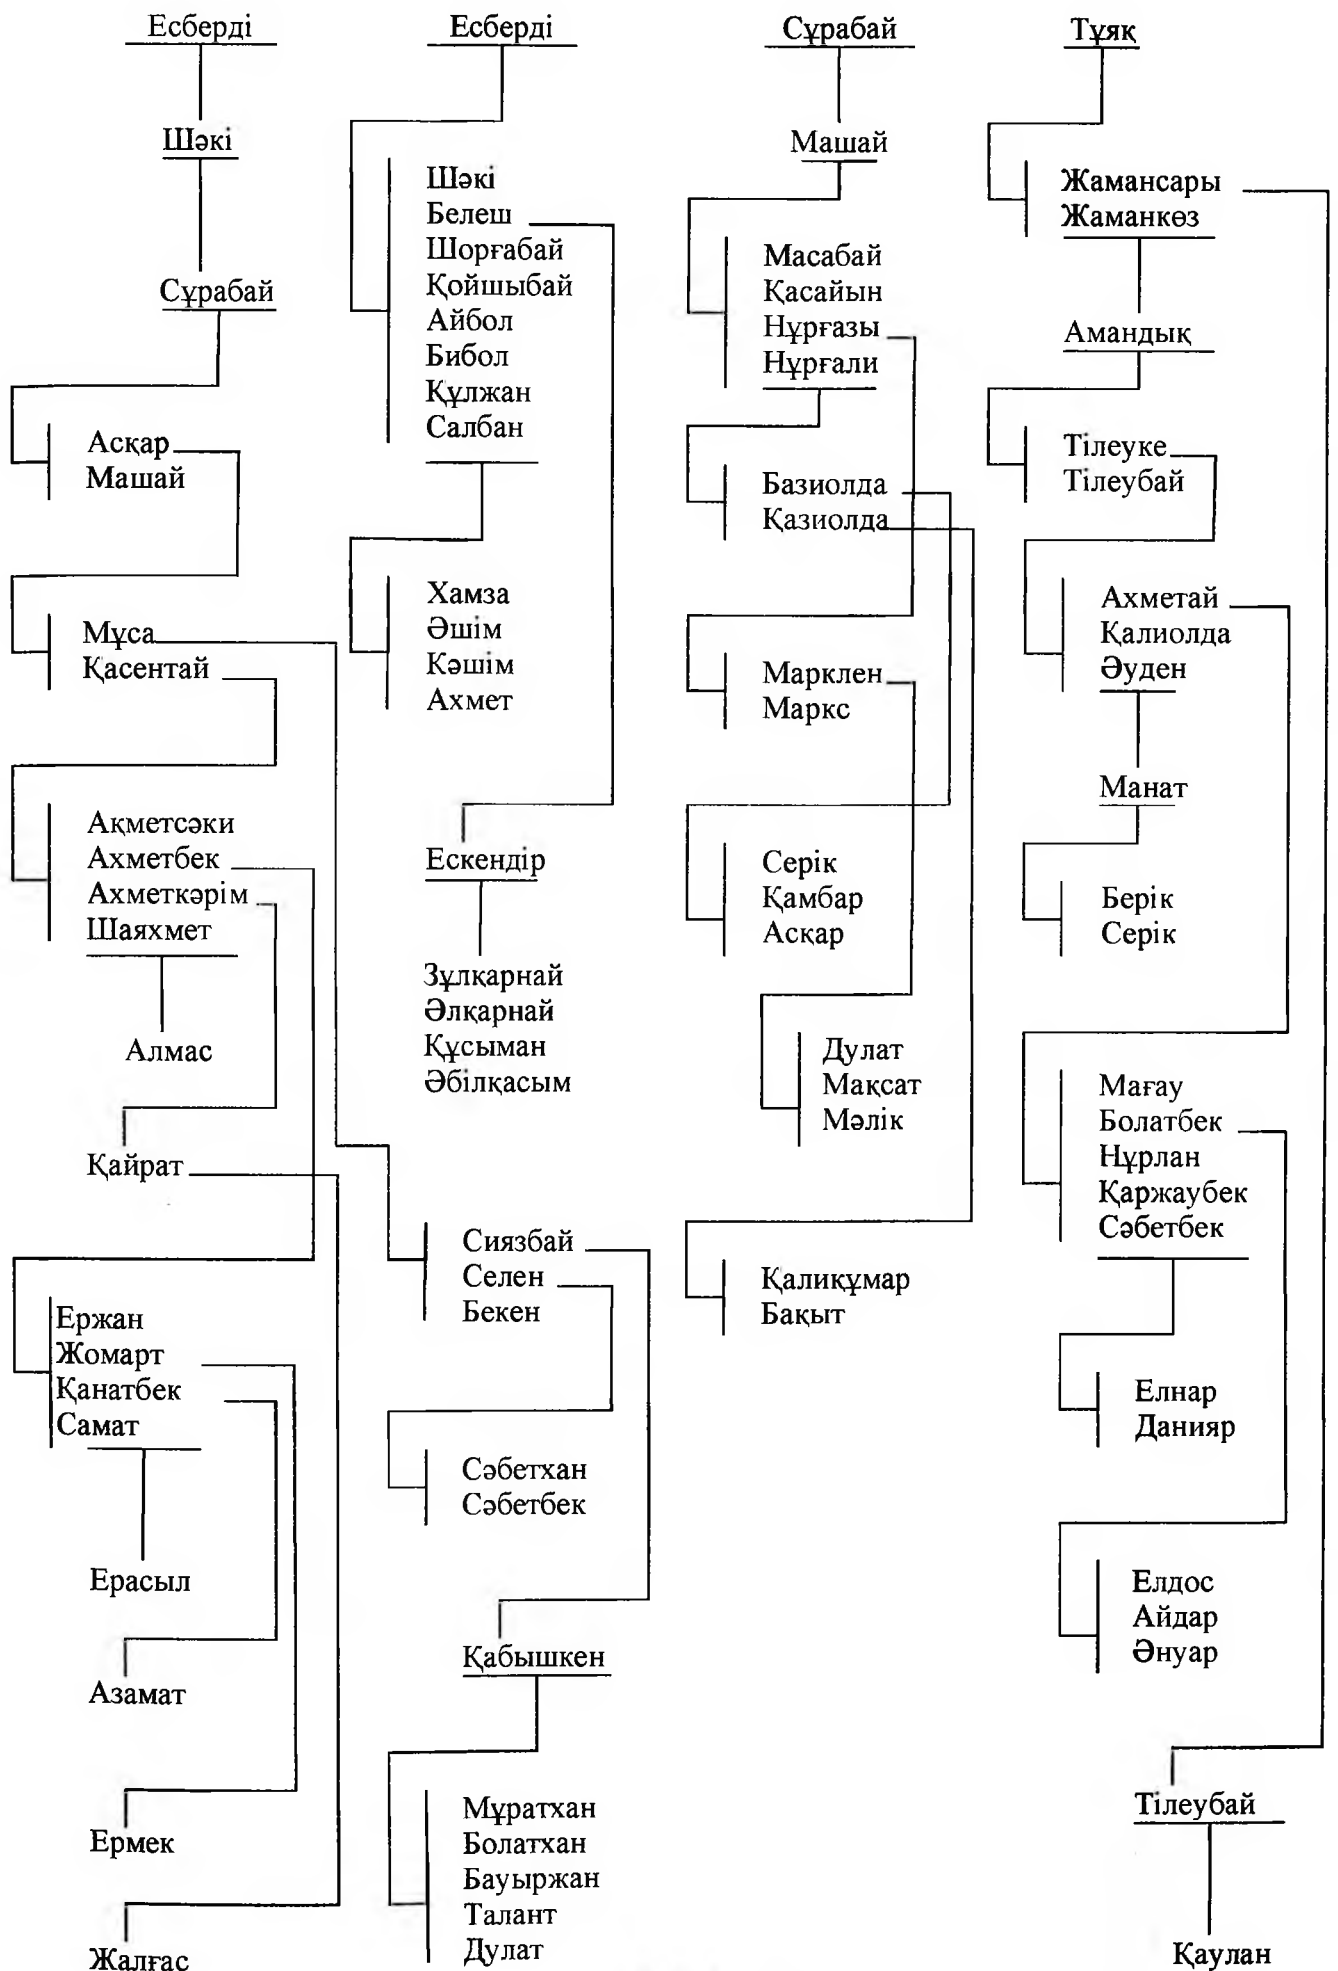 Есберді
Шәкі
Сұрабай
Асқар
Машай
Мұса
Қасентай
Ақметсәки
Ахметбек
Ахметкәрім
Шаяхмет
Алмас
Қайрат
Ержан
Жомарт
Қанатбек
Самат
Ерасыл
Азамат
Ермек
Жалғас
Есберді
Шәкі
Белеш
Шорғабай
Қойшыбай
Айбол
Бибол
Құлжан
Салбан
Хамза
Әшім
Кәшім
Ахмет
Ескендір
Зұлқарнай
Әлқарнай
Құсыман
Әбілқасым
Сиязбай
Селен
Бекен
Сәбетхан
Сәбетбек
Қабышкен
Мұратхан
Болатхан
Бауыржан
Талант
Дулат
Сұрабай
Машай
Масабай
Қасайын
Нұрғазы
Нұрғали
Базиолда
Қазиолда
Марклен
Маркс
Серік
Қамбар
Асқар
Дулат
Мақсат
Мәлік
Қалиқұмар
Бақыт
Тұяқ
Жамансары
Жаманкөз
Амандық
Тілеуке
Тілеубай
Ахметай
Қалиолда
Әуден
Манат
Берік
Серік
Мағау
Болатбек
Нұрлан
Қаржаубек
Сәбетбек
Елнар
Данияр
Елдос
Айдар
Әнуар
Тілеубай
Қаулан